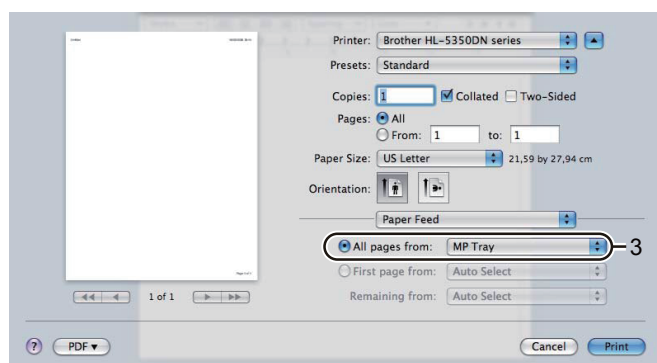 Printer: Brother HL-5350DN series
Presets: Standard
Copies: 1 Collated Two-Sided
Pages: All
From: 1 to: 1
Paper Size: US Letter 21,59 by 27,94 cm
Orientation:
Paper Feed
All pages from: MP Tray 3
First page from: Auto Select
Remaining from: Auto Select
1 of 1
? PDF Cancel Print